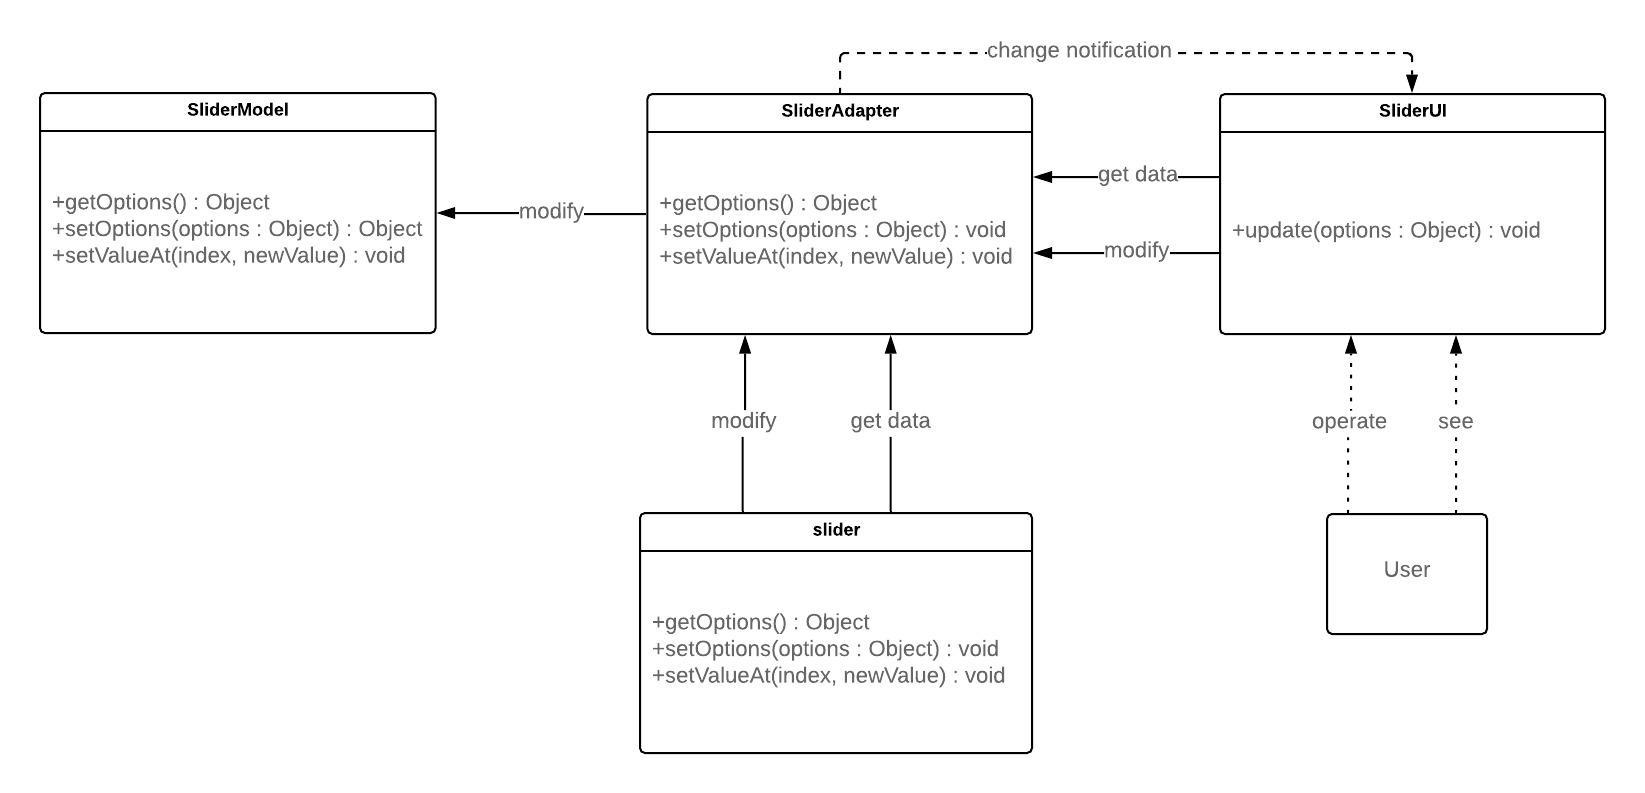 change notification
SliderModel
+getOptions() : Object
+setOptions(options : Object) : Object
+setValueAt(index, newValue) : void
modify
SliderAdapter
+getOptions() : Object
+setOptions(options : Object) : void
+setValueAt(index, newValue) : void
get data
modify
SliderUI
+update(options : Object) : void
modify
get data
operate
see
slider
+getOptions() : Object
+setOptions(options : Object) : void
+setValueAt(index, newValue) : void
User